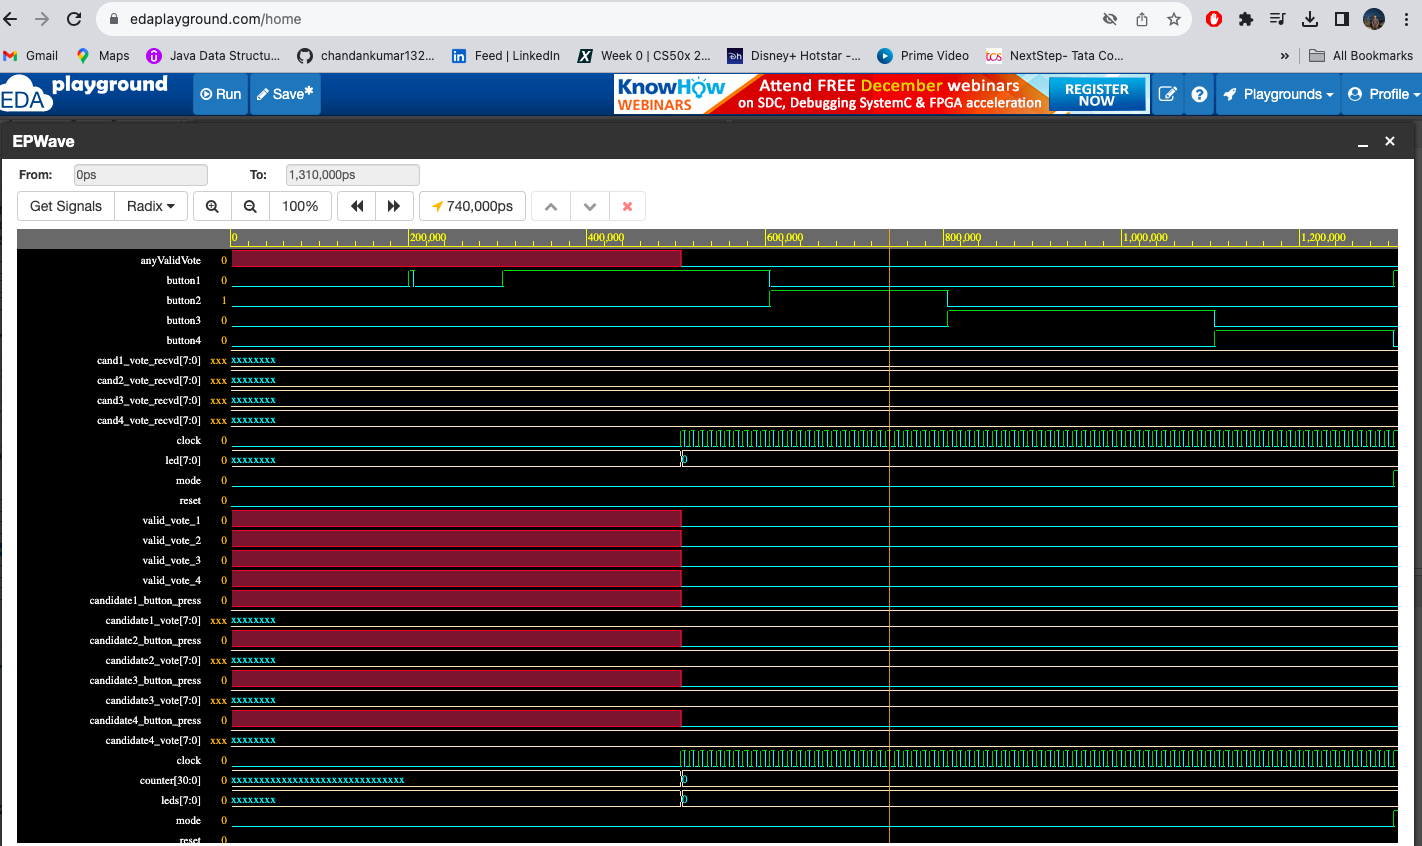 edaplayground.com/home
Gmail Maps Java Data Structu... chandankumar132... Feed | LinkedIn Week 0 | CS50x 2... Disney+ Hotstar -... Prime Video NextStep- Tata Co... » All Bookmarks
EDA playground Run Save* KnowHow WEBINARS Attend FREE December webinars on SDC, Debugging SystemC & FPGA acceleration REGISTER NOW Playgrounds Profile
EPWave
From: 0ps To: 1,310,000ps
Get Signals Radix 100% 740,000ps
0 200,000 400,000 600,000 800,000 1,000,000 1,200,000
anyValidVote 0
button1 0
button2 1
button3 0
button4 0
cand1_vote_recvd[7:0] xxx xxxxxxxx
cand2_vote_recvd[7:0] xxx xxxxxxxx
cand3_vote_recvd[7:0] xxx xxxxxxxx
cand4_vote_recvd[7:0] xxx xxxxxxxx
clock 0
led[7:0] 0 xxxxxxxx 0
mode 0
reset 0
valid_vote_1 0
valid_vote_2 0
valid_vote_3 0
valid_vote_4 0
candidate1_button_press 0
candidate1_vote[7:0] xxx xxxxxxxx
candidate2_button_press 0
candidate2_vote[7:0] xxx xxxxxxxx
candidate3_button_press 0
candidate3_vote[7:0] xxx xxxxxxxx
candidate4_button_press 0
candidate4_vote[7:0] xxx xxxxxxxx
clock 0
counter[30:0] 0 xxxxxxxxxxxxxxxxxxxxxxxxxxxxxxx 0
leds[7:0] 0 xxxxxxxx 0
mode 0
reset 0